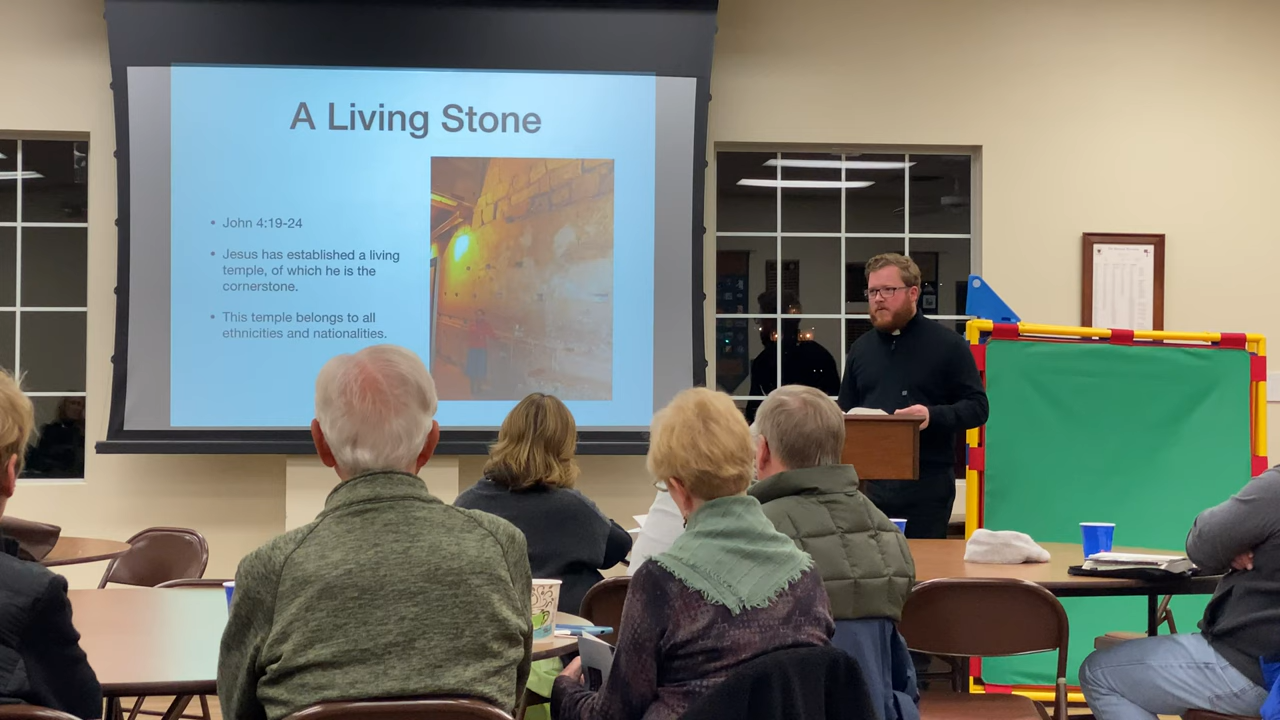 A Living Stone
• John 4:19-24
• Jesus has established a living
temple, of which he is the
cornerstone.
• This temple belongs to all
ethnicities and nationalities.